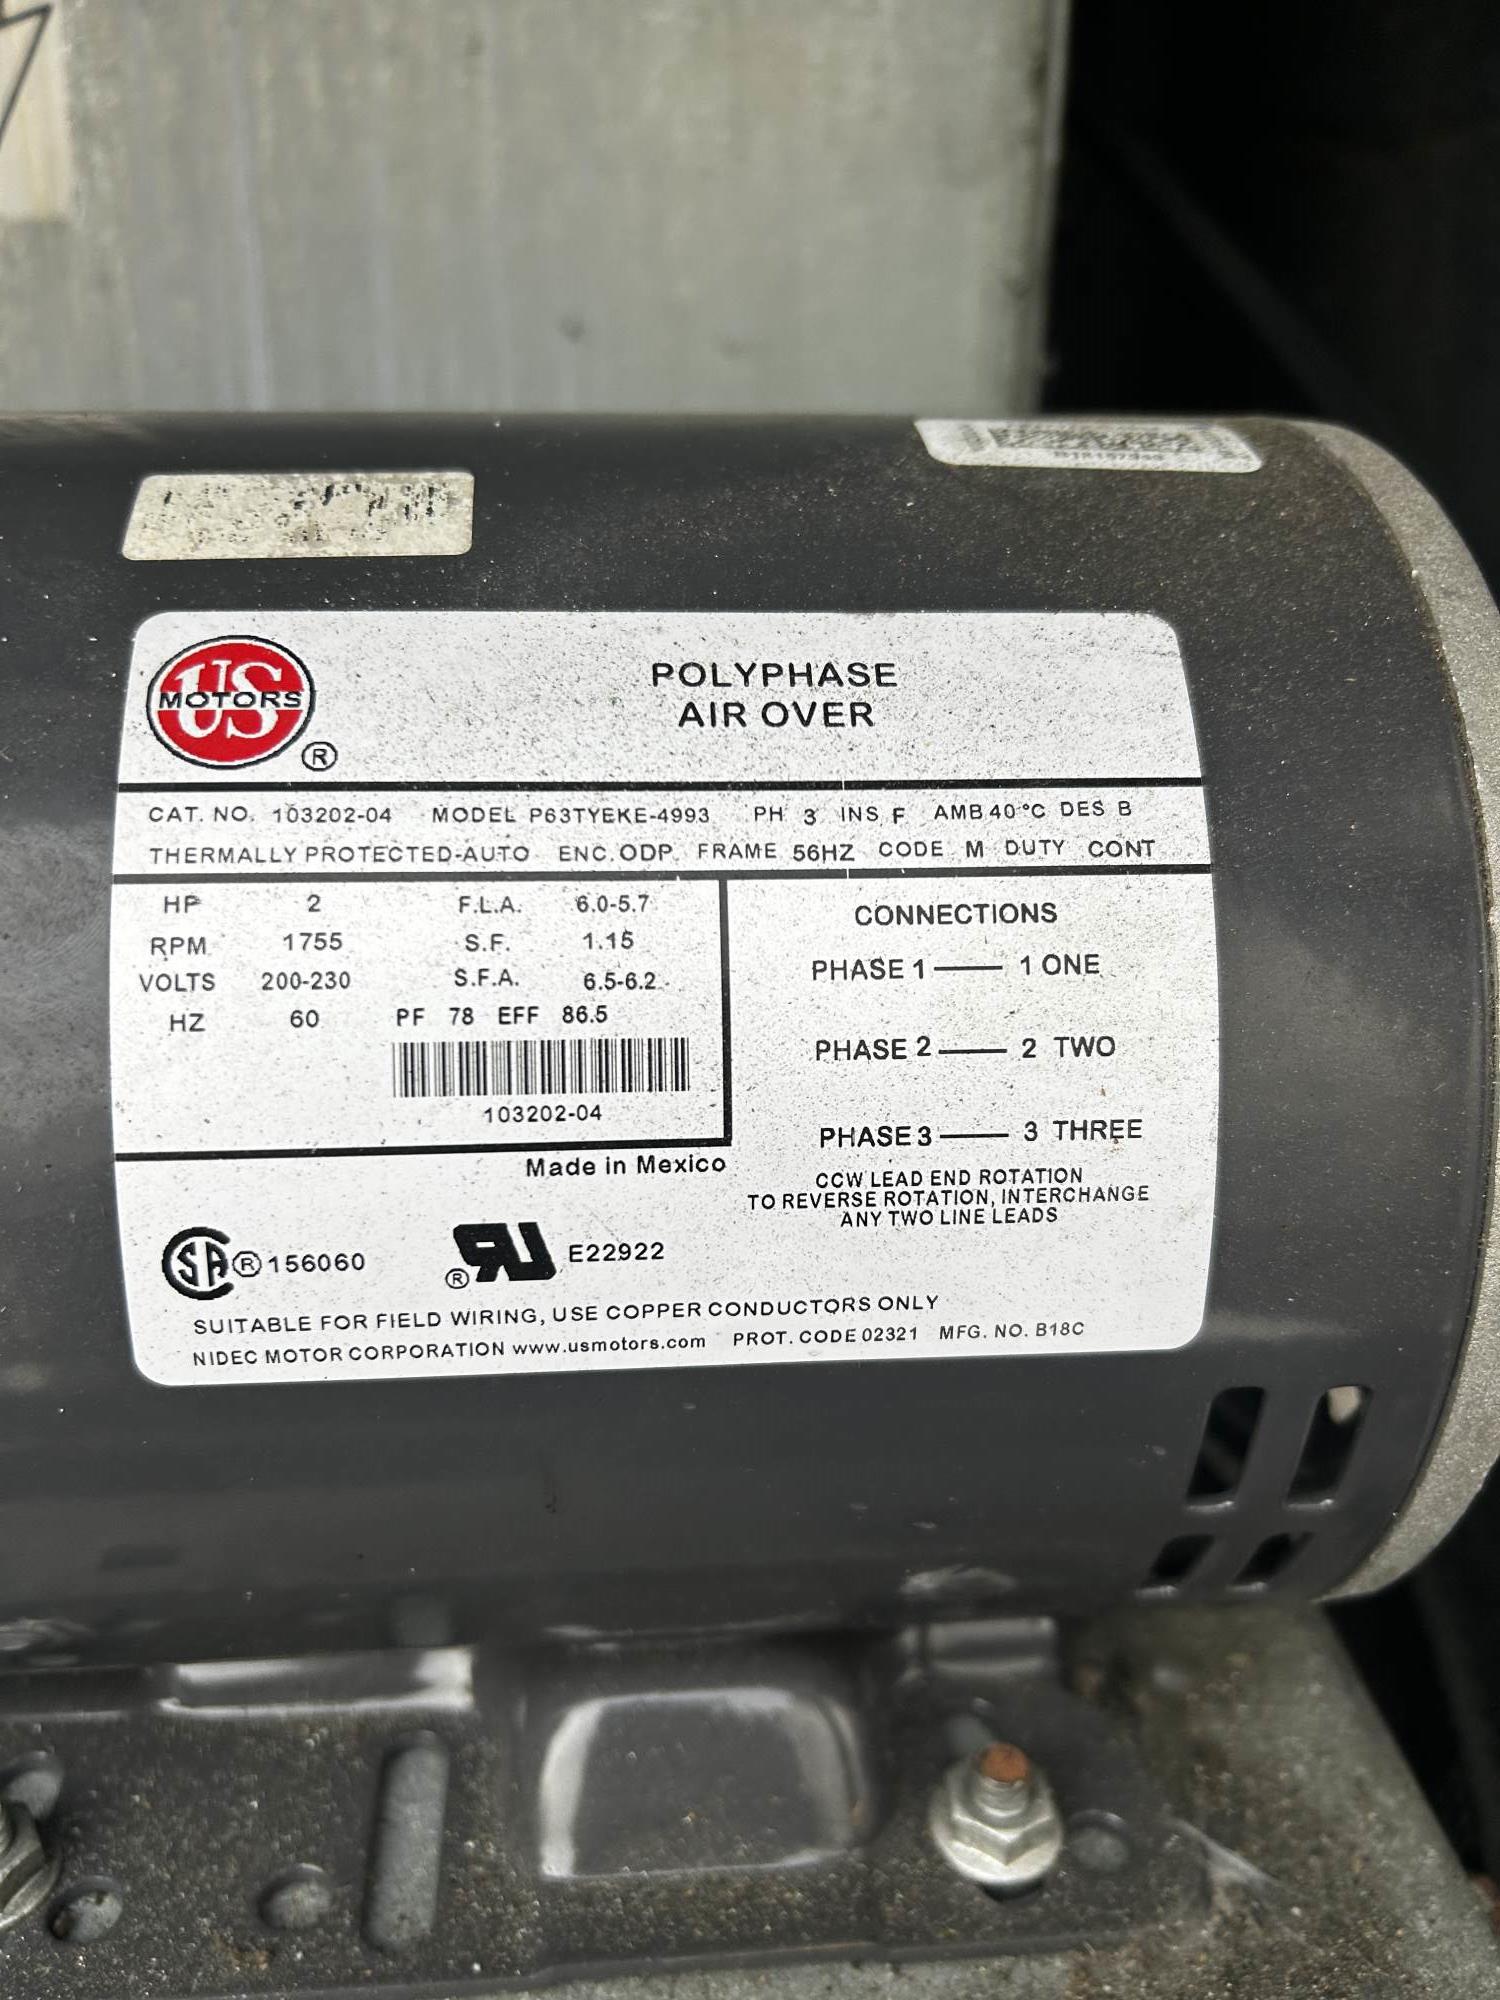 B18197344
US
MOTORS
®
POLYPHASE
AIR OVER
CAT. NO. 103202-04 MODEL P63TYEKE-4993 PH 3 INS F AMB 40 °C DES B
THERMALLY PROTECTED-AUTO ENC. ODP FRAME 56HZ CODE M DUTY CONT
HP 2 F.L.A. 6.0-5.7
RPM 1755 S.F. 1.15
VOLTS 200-230 S.F.A. 6.5-6.2
HZ 60 PF 78 EFF 86.5
103202-04
CONNECTIONS
PHASE 1 —— 1 ONE
PHASE 2 —— 2 TWO
PHASE 3 —— 3 THREE
CCW LEAD END ROTATION
TO REVERSE ROTATION, INTERCHANGE
ANY TWO LINE LEADS
Made in Mexico
SA ® 156060 ® RU E22922
SUITABLE FOR FIELD WIRING, USE COPPER CONDUCTORS ONLY
NIDEC MOTOR CORPORATION www.usmotors.com PROT. CODE 02321 MFG. NO. B18C